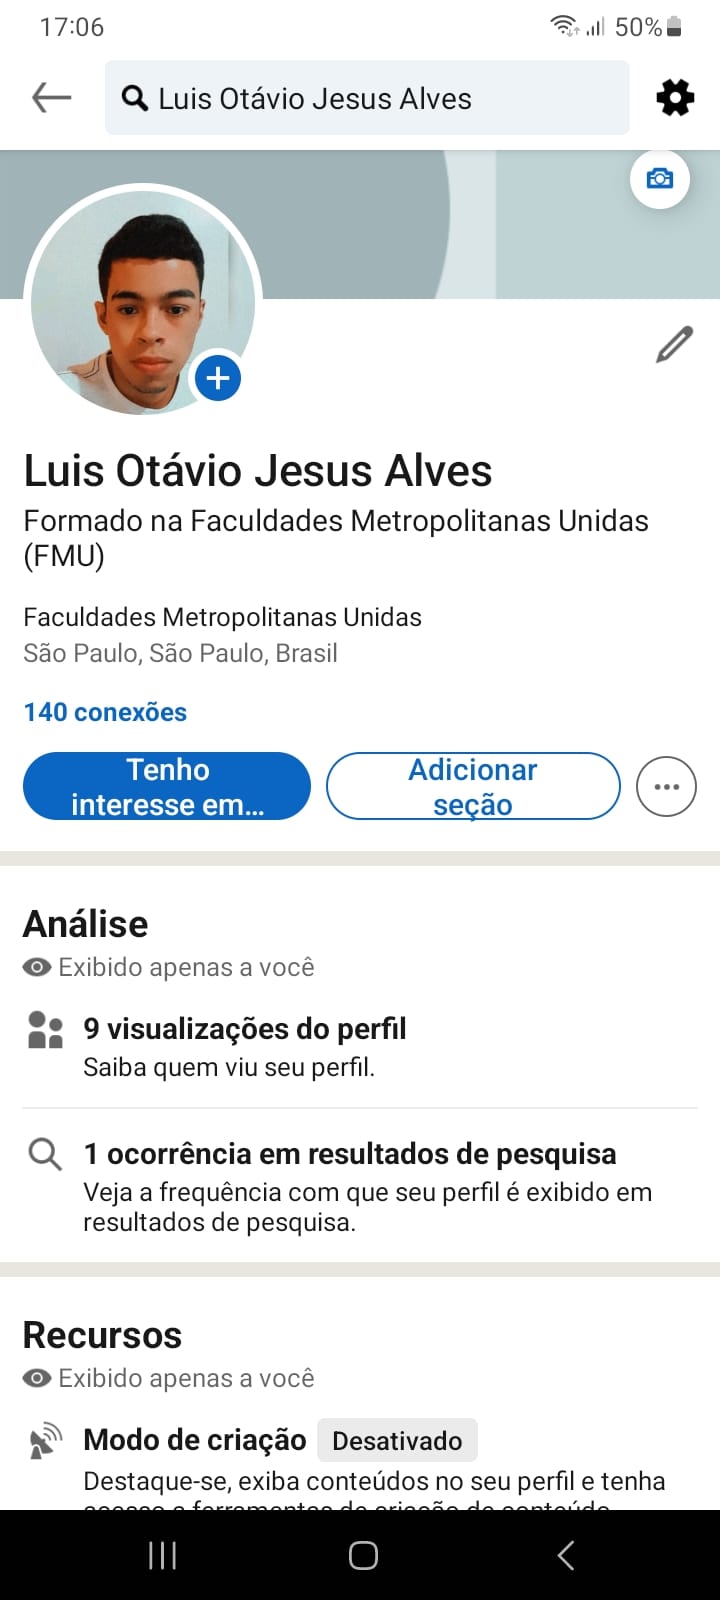 17:06
50%
Luis Otávio Jesus Alves
Luis Otávio Jesus Alves
Formado na Faculdades Metropolitanas Unidas
(FMU)
Faculdades Metropolitanas Unidas
São Paulo, São Paulo, Brasil
140 conexões
Tenho
interesse em...
Adicionar
seção
Análise
Exibido apenas a você
9 visualizações do perfil
Saiba quem viu seu perfil.
1 ocorrência em resultados de pesquisa
Veja a frequência com que seu perfil é exibido em
resultados de pesquisa.
Recursos
Exibido apenas a você
Modo de criação Desativado
Destaque-se, exiba conteúdos no seu perfil e tenha